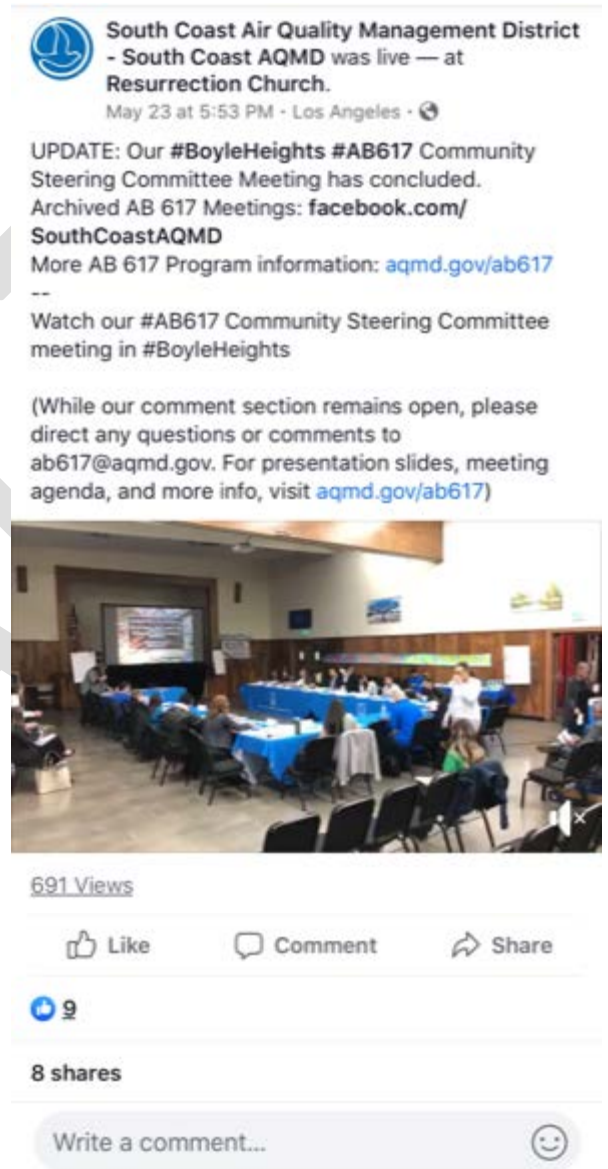 South Coast Air Quality Management District
- South Coast AQMD was live — at
Resurrection Church.
May 23 at 5:53 PM · Los Angeles ·
UPDATE: Our #BoyleHeights #AB617 Community
Steering Committee Meeting has concluded.
Archived AB 617 Meetings: facebook.com/
SouthCoastAQMD
More AB 617 Program information: aqmd.gov/ab617
--
Watch our #AB617 Community Steering Committee
meeting in #BoyleHeights
(While our comment section remains open, please
direct any questions or comments to
ab617@aqmd.gov. For presentation slides, meeting
agenda, and more info, visit aqmd.gov/ab617)
691 Views
Like Comment Share
9
8 shares
Write a comment...